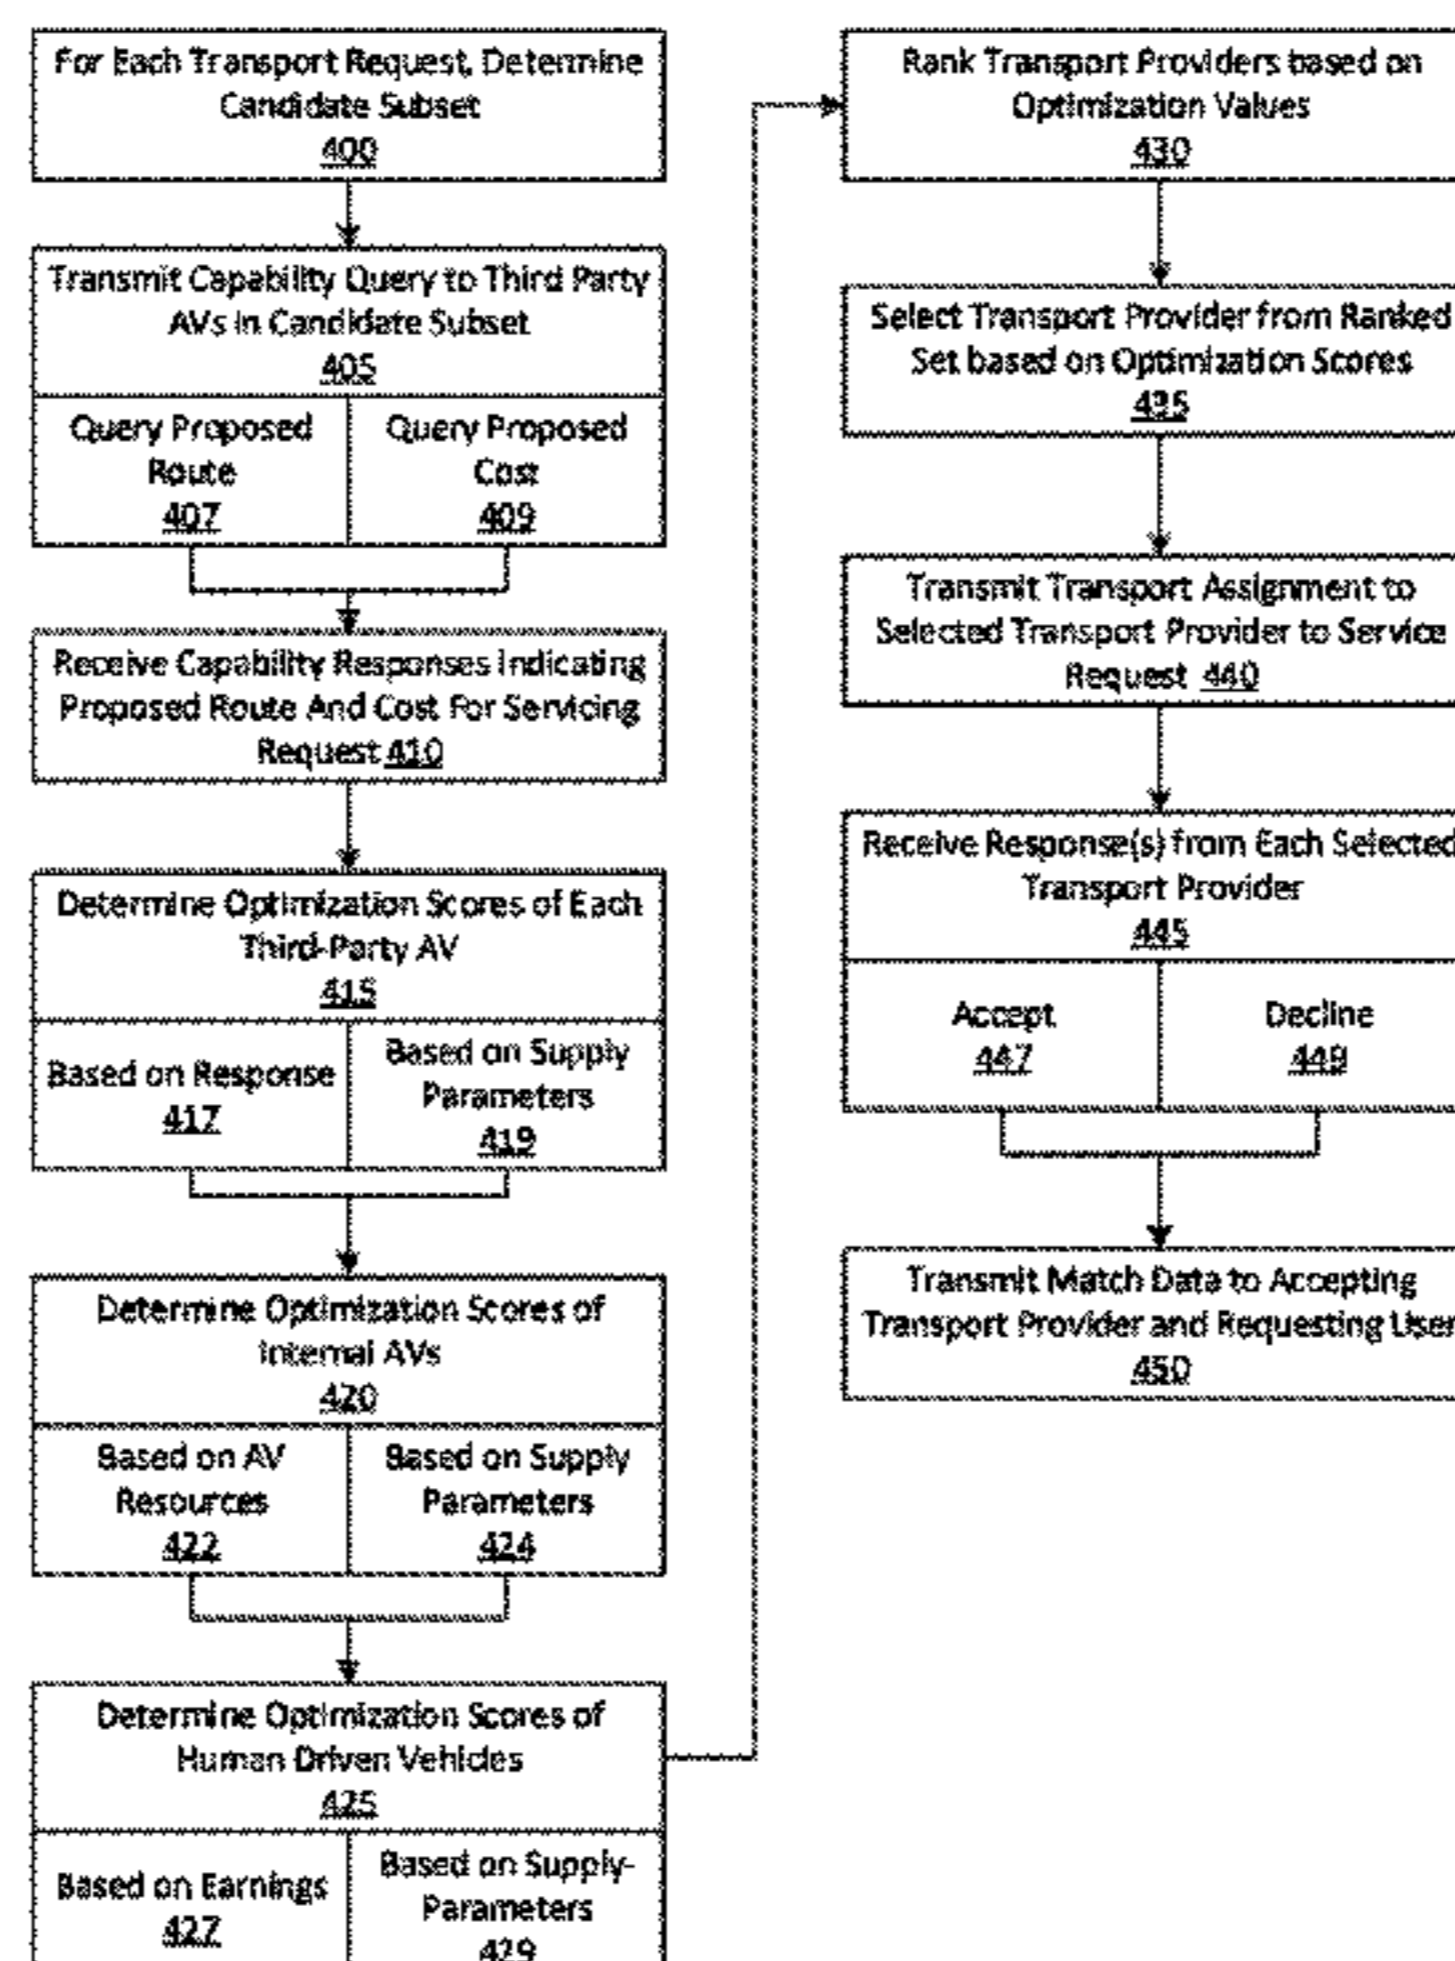 For Each Transport Request, Determine
Candidate Subset
400
Transmit Capability Query to Third Party
AVs In Candidate Subset
405
Query Proposed
Route
407
Query Proposed
Cost
409
Receive Capability Responses Indicating
Proposed Route And Cost For Servicing
Request 410
Determine Optimization Scores of Each
Third-Party AV
415
Based on Response
417
Based on Supply
Parameters
419
Determine Optimization Scores of
Internal AVs
420
Based on AV
Resources
422
Based on Supply
Parameters
424
Determine Optimization Scores of
Human Driven Vehicles
425
Based on Earnings
427
Based on Supply-
Parameters
429
Rank Transport Providers based on
Optimization Values
430
Select Transport Provider from Ranked
Set based on Optimization Scores
435
Transmit Transport Assignment to
Selected Transport Provider to Service
Request 440
Receive Response(s) from Each Selected
Transport Provider
445
Accept
447
Decline
449
Transmit Match Data to Accepting
Transport Provider and Requesting User
450